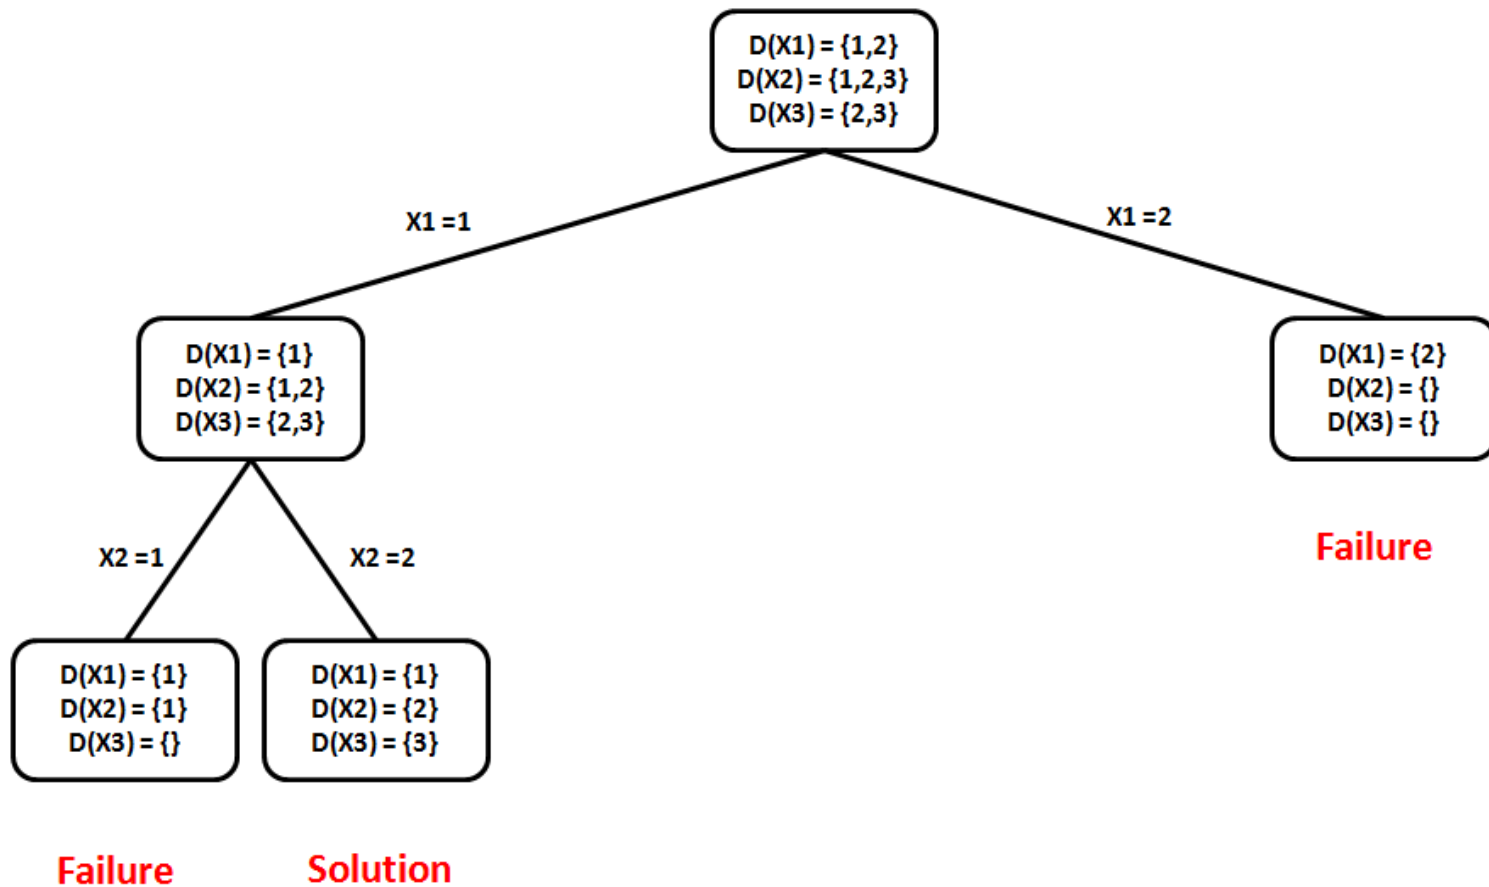 D(X1) = {1,2}
D(X2) = {1,2,3}
D(X3) = {2,3}
X1 =1
X1 =2
D(X1) = {1}
D(X2) = {1,2}
D(X3) = {2,3}
D(X1) = {2}
D(X2) = {}
D(X3) = {}
Failure
X2 =1
X2 =2
D(X1) = {1}
D(X2) = {1}
D(X3) = {}
D(X1) = {1}
D(X2) = {2}
D(X3) = {3}
Failure
Solution